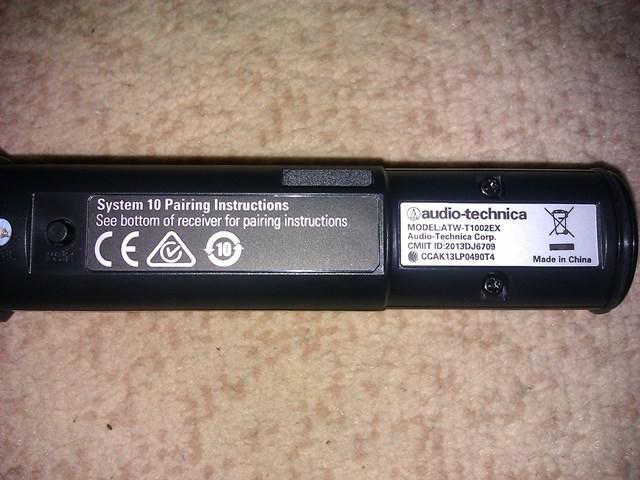 System 10 Pairing Instructions
See bottom of receiver for pairing instructions.
CE 10
audio-technica
MODEL:ATW-T1002EX
Audio-Technica Corp.
CMIIT ID:2013DJ6709
CCAK13LP0490T4
Made in China